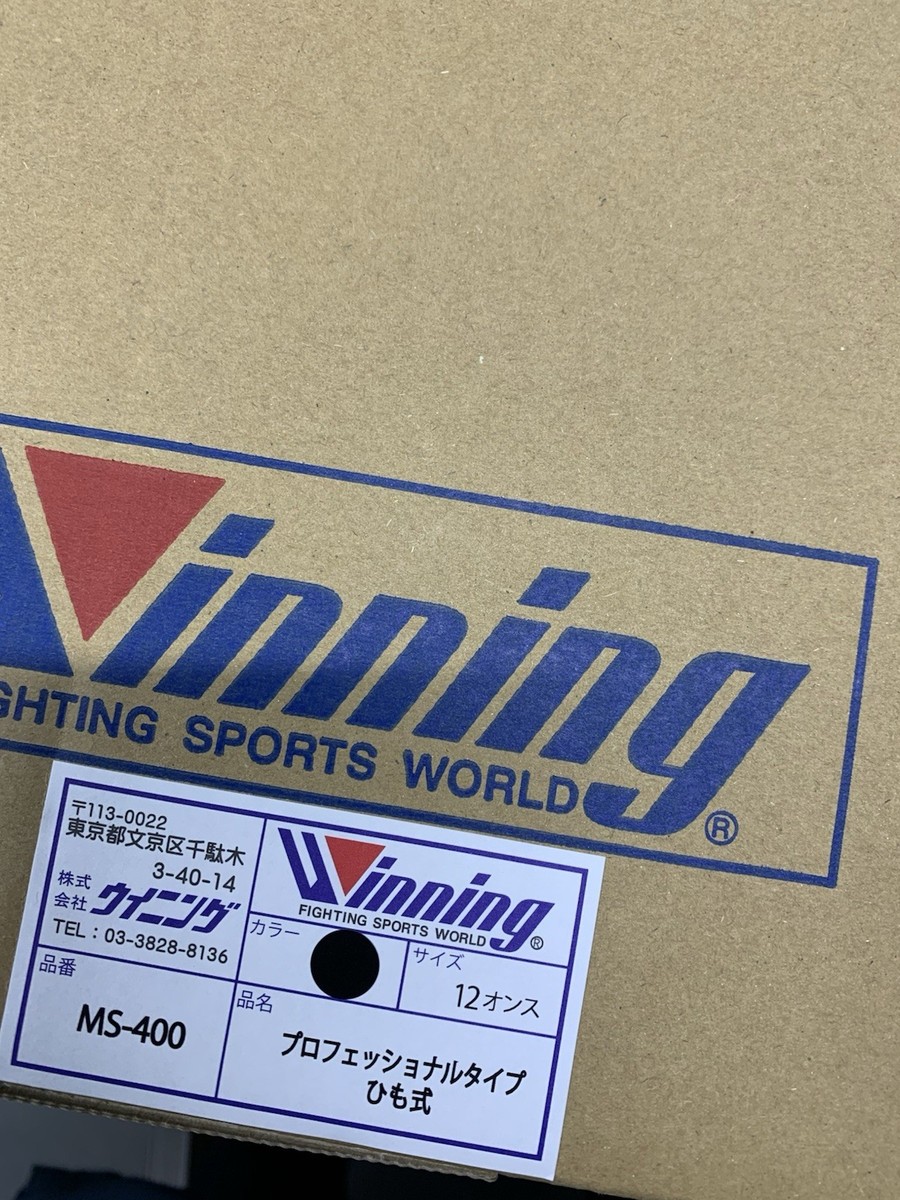 Winning
GHTING SPORTS WORLD ®
〒113-0022
東京都文京区千駄木
3-40-14
株式
会社 ウイニング
TEL：03-3828-8136
Winning
FIGHTING SPORTS WORLD ®
カラー
サイズ
12オンス
品番
MS-400
品名
プロフェッショナルタイプ
ひも式